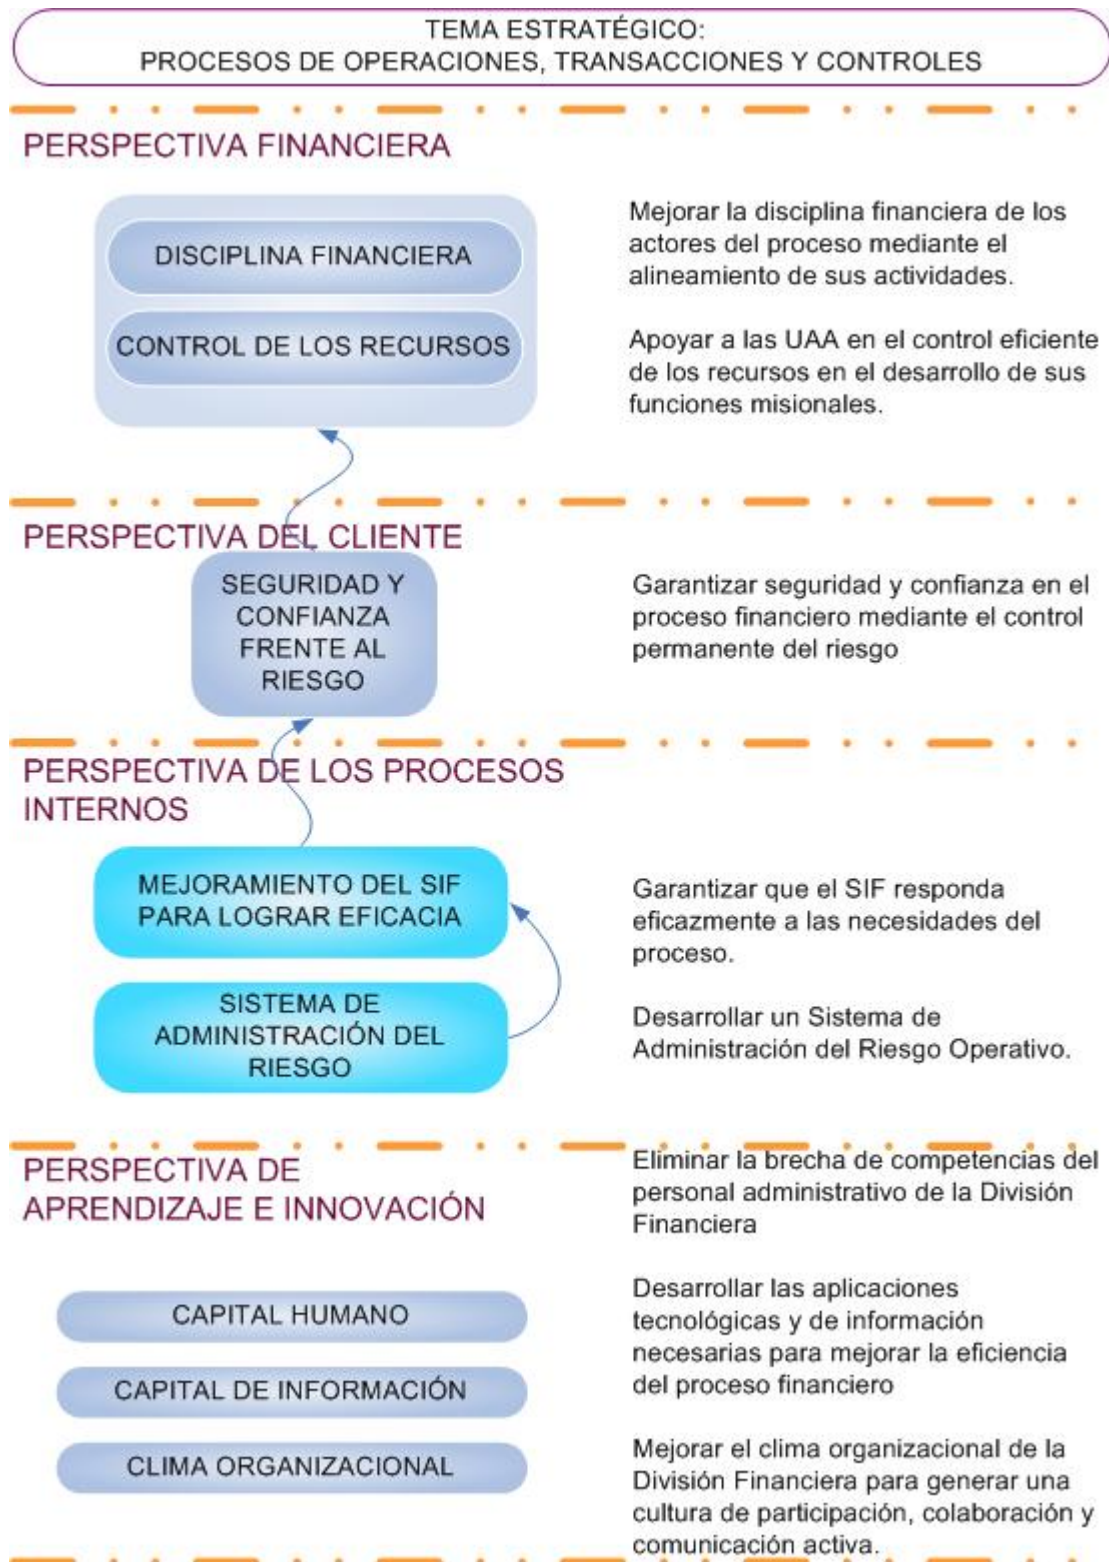 TEMA ESTRATÉGICO:
PROCESOS DE OPERACIONES, TRANSACCIONES Y CONTROLES
PERSPECTIVA FINANCIERA
DISCIPLINA FINANCIERA
CONTROL DE LOS RECURSOS
Mejorar la disciplina financiera de los
actores del proceso mediante el
alineamiento de sus actividades.
Apoyar a las UAA en el control eficiente
de los recursos en el desarrollo de sus
funciones misionales.
PERSPECTIVA DEL CLIENTE
SEGURIDAD Y
CONFIANZA
FRENTE AL
RIESGO
Garantizar seguridad y confianza en el
proceso financiero mediante el control
permanente del riesgo
PERSPECTIVA DE LOS PROCESOS
INTERNOS
MEJORAMIENTO DEL SIF
PARA LOGRAR EFICACIA
SISTEMA DE
ADMINISTRACIÓN DEL
RIESGO
Garantizar que el SIF responda
eficazmente a las necesidades del
proceso.
Desarrollar un Sistema de
Administración del Riesgo Operativo.
PERSPECTIVA DE
APRENDIZAJE E INNOVACIÓN
CAPITAL HUMANO
CAPITAL DE INFORMACIÓN
CLIMA ORGANIZACIONAL
Eliminar la brecha de competencias del
personal administrativo de la División
Financiera
Desarrollar las aplicaciones
tecnológicas y de información
necesarias para mejorar la eficiencia
del proceso financiero
Mejorar el clima organizacional de la
División Financiera para generar una
cultura de participación, colaboración y
comunicación activa.